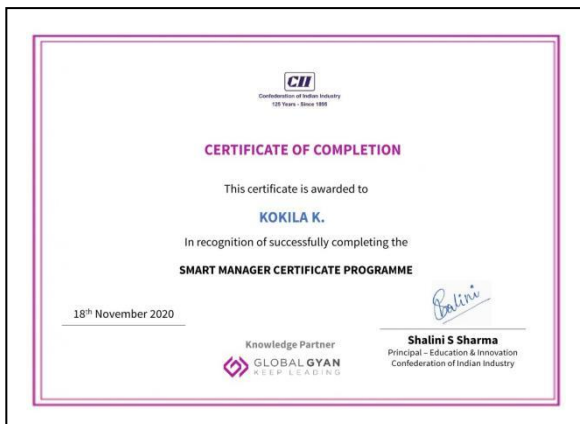 CII
Confederation of Indian Industry
125 Years - Since 1895
CERTIFICATE OF COMPLETION
This certificate is awarded to
KOKILA K.
In recognition of successfully completing the
SMART MANAGER CERTIFICATE PROGRAMME
18th November 2020
Shalini
Shalini S Sharma
Principal – Education & Innovation
Confederation of Indian Industry
Knowledge Partner
GLOBALGYAN
KEEP LEADING